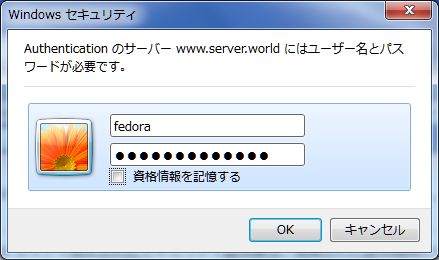 Windows セキュリティ
Authentication のサーバー www.server.world にはユーザー名とパス
ワードが必要です。
fedora
●●●●●●●●●●●●●
資格情報を記憶する
OK
キャンセル